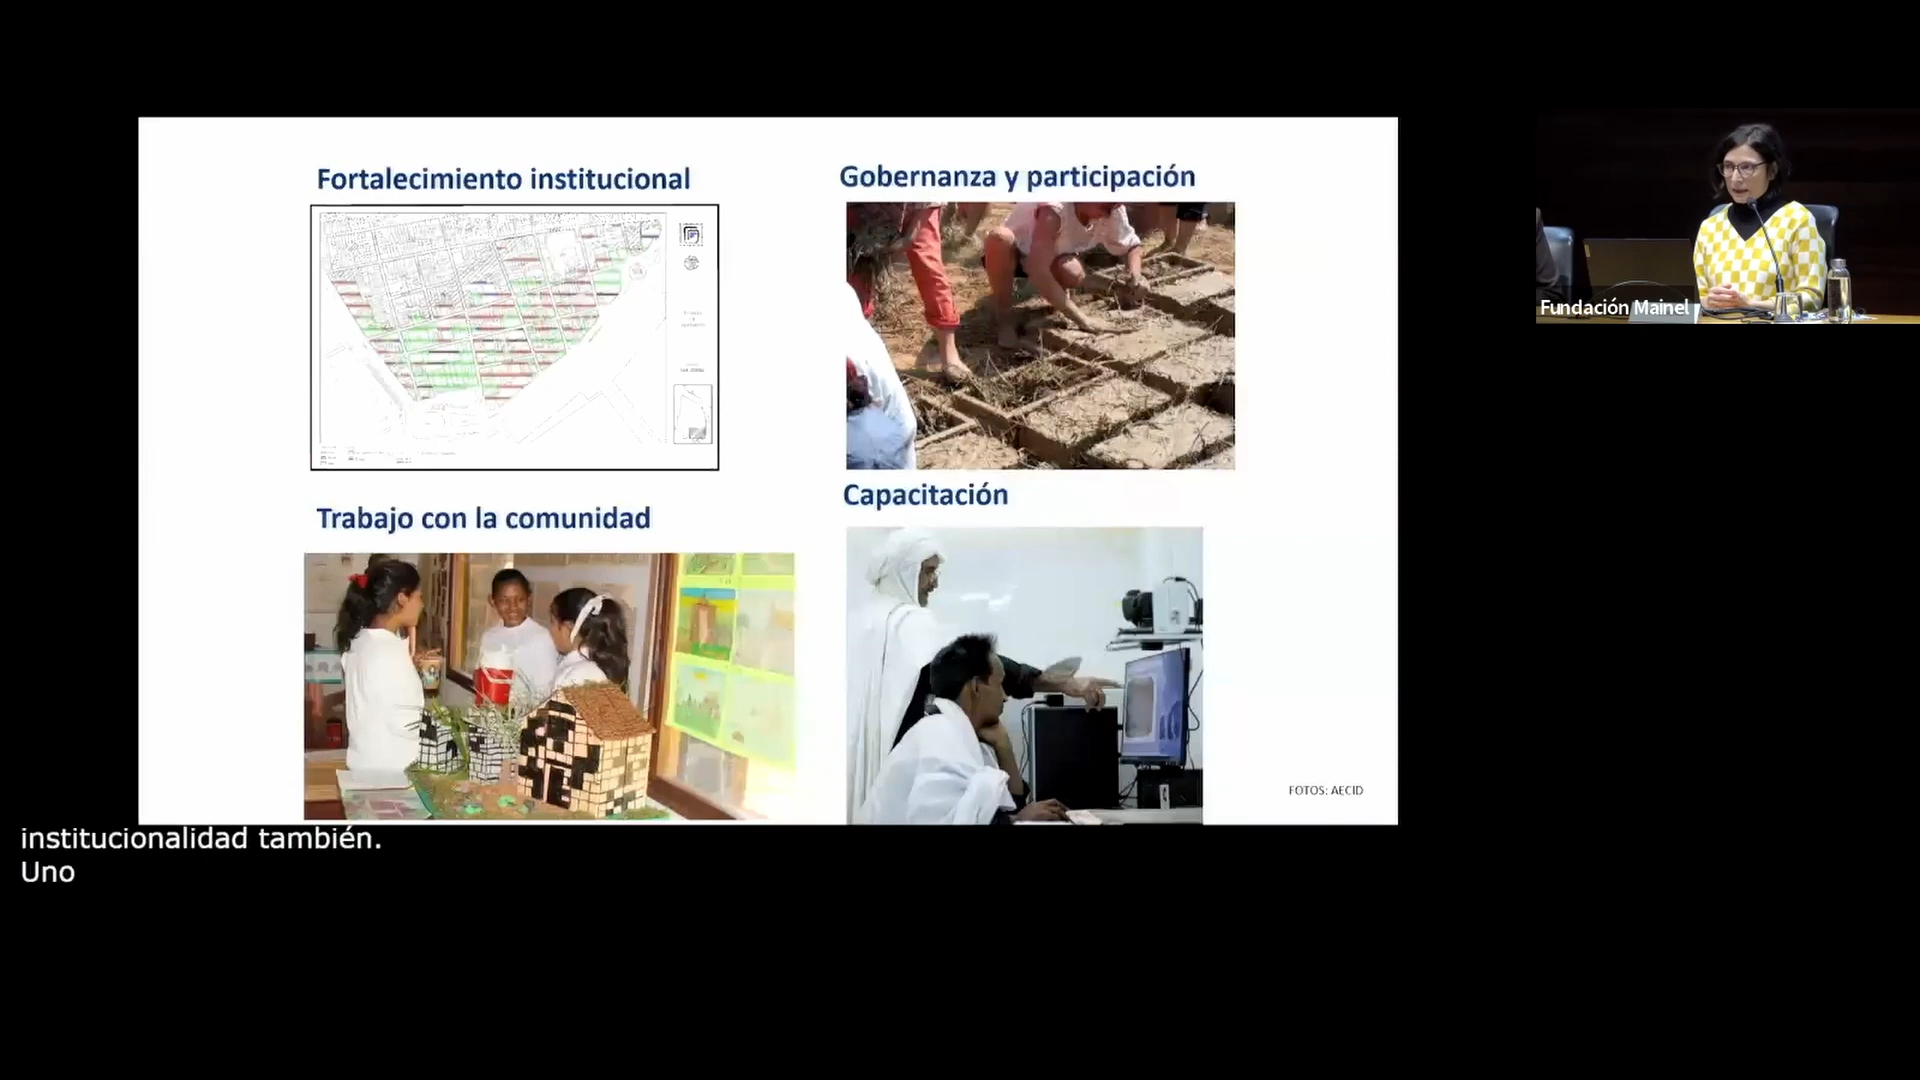 Fortalecimiento institucional
Gobernanza y participación
Trabajo con la comunidad
Capacitación
FOTOS: AECID
Fundación Mainel
institucionalidad también.
Uno